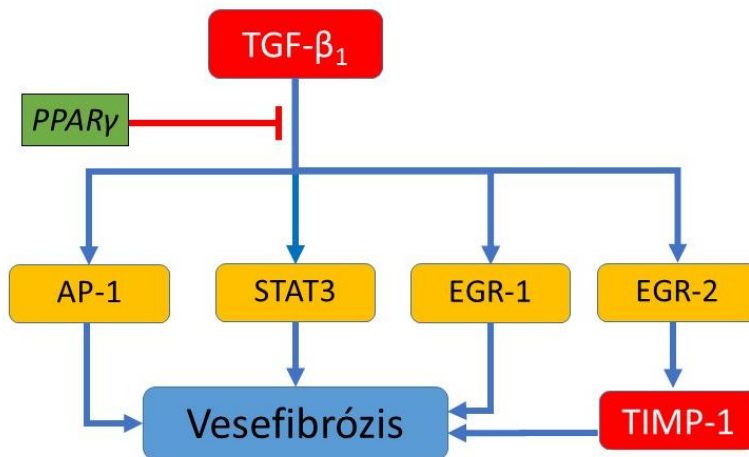 TGF-β₁
PPARγ
AP-1
STAT3
EGR-1
EGR-2
Vesefibrózis
TIMP-1